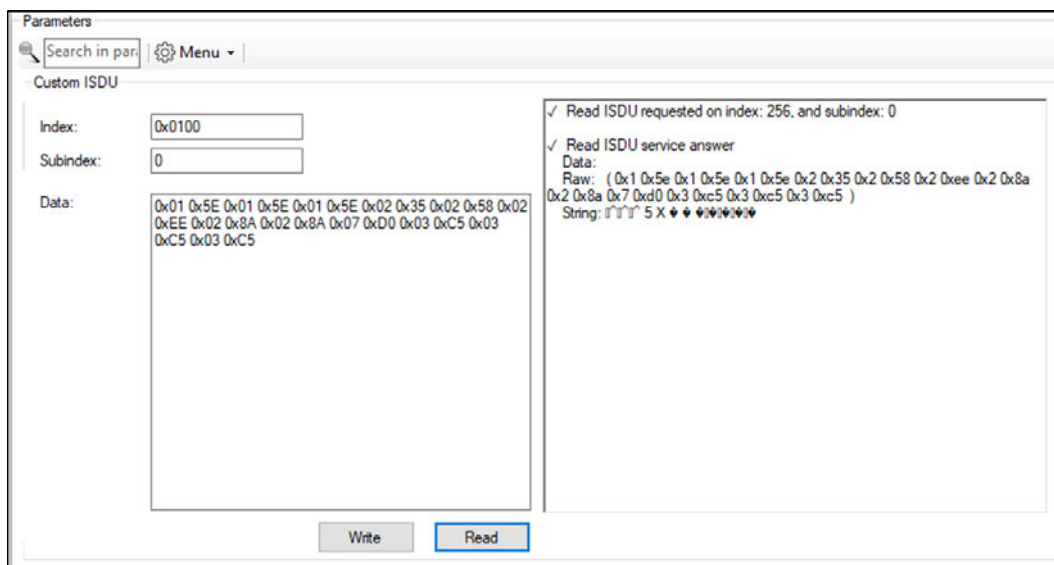 Parameters
Search in par
Menu
Custom ISDU
Index:
0x0100
Subindex:
0
Data:
0x01 0x5E 0x01 0x5E 0x01 0x5E 0x02 0x35 0x02 0x58 0x02
0xEE 0x02 0x8A 0x02 0x8A 0x07 0xD0 0x03 0xC5 0x03
0xC5 0x03 0xC5
Write
Read
✓ Read ISDU requested on index: 256, and subindex: 0
✓ Read ISDU service answer
Data:
Raw: ( 0x1 0x5e 0x1 0x5e 0x1 0x5e 0x2 0x35 0x2 0x58 0x2 0xee 0x2 0x8a
0x2 0x8a 0x7 0xd0 0x3 0xc5 0x3 0xc5 0x3 0xc5 )
String: ^ ^ ^ 5 X � � � � � � �